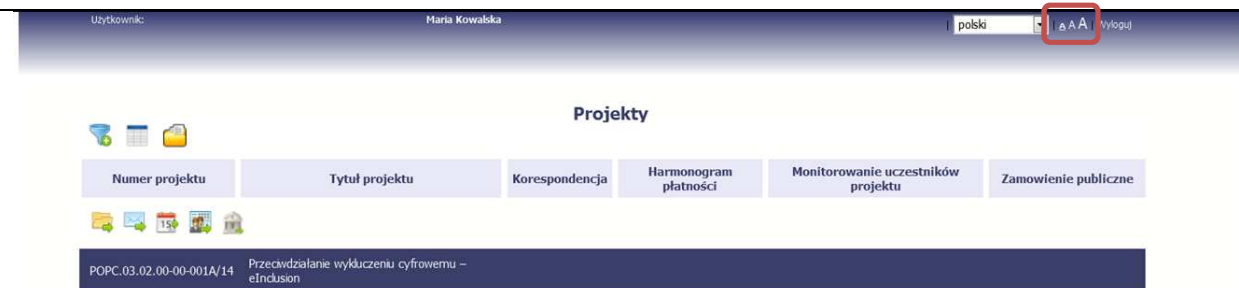 Użytkownik: Maria Kowalska | polski | A A A | Wyloguj
Projekty
Numer projektu Tytuł projektu Korespondencja Harmonogram płatności Monitorowanie uczestników projektu Zamowienie publiczne
15
POPC.03.02.00-00-001A/14 Przeciwdziałanie wykluczeniu cyfrowemu –
eInclusion